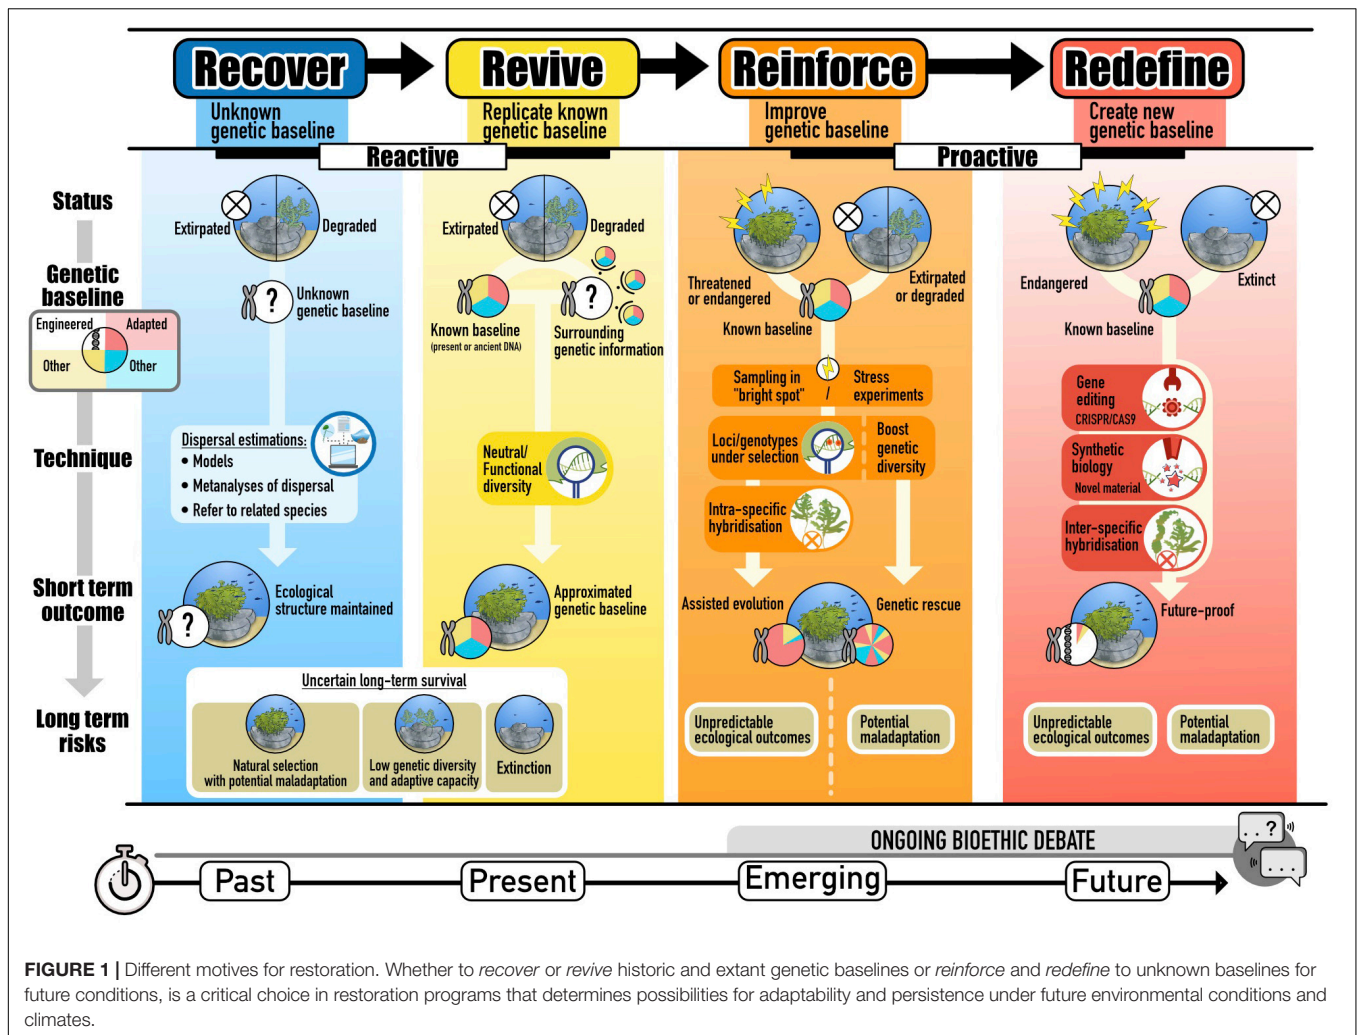 Recover
Revive
Reinforce
Redefine
Unknown
genetic baseline
Replicate known
genetic baseline
Improve
genetic baseline
Create new
genetic baseline
Reactive
Proactive
Status
Extirpated
Degraded
Extirpated
Degraded
Threatened
or endangered
Extirpated
or degraded
Endangered
Extinct
Genetic
baseline
Engineered
Adapted
Other
Other
?
Unknown
genetic baseline
Known baseline
(present or ancient DNA)
?
Surrounding
genetic information
Known baseline
Known baseline
Technique
Dispersal estimations:
• Models
• Metanalyses of dispersal
• Refer to related species
Neutral/
Functional
diversity
Sampling in
"bright spot"
/
Stress
experiments
Loci/genotypes
under selection
Boost
genetic
diversity
Intra-specific
hybridisation
Gene
editing
CRISPR/CAS9
Synthetic
biology
Novel material
Inter-specific
hybridisation
Short term
outcome
?
Ecological
structure maintained
Approximated
genetic baseline
Assisted evolution
Genetic rescue
Future-proof
Long term
risks
Uncertain long-term survival
Natural selection
with potential maladaptation
Low genetic diversity
and adaptive capacity
Extinction
Unpredictable
ecological outcomes
Potential
maladaptation
Unpredictable
ecological outcomes
Potential
maladaptation
ONGOING BIOETHIC DEBATE
. . ?
. . .
Past
Present
Emerging
Future
FIGURE 1 | Different motives for restoration. Whether to recover or revive historic and extant genetic baselines or reinforce and redefine to unknown baselines for
future conditions, is a critical choice in restoration programs that determines possibilities for adaptability and persistence under future environmental conditions and
climates.